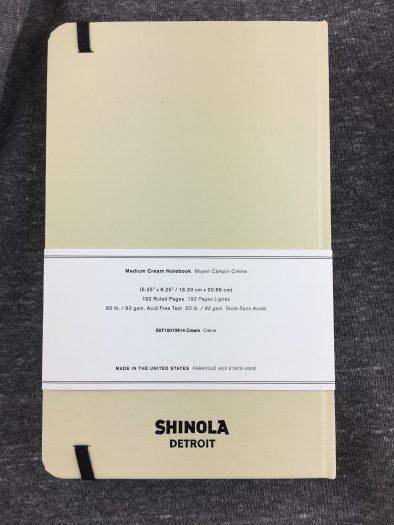 Medium Cream Notebook Moyen Carepin Crème
(5.25" x 8.25" / 13.33 cm x 20.95 cm)
192 Ruled Pages 192 Pages Lignés
60 lb. / 90 gsm. Acid Free Text 60 lb. / 90 gsm. Texte Sans Acide
S0710010914 Cream Crème
MADE IN THE UNITED STATES FABRIQUÉ AUX ETATS-UNIS
SHINOLA
DETROIT